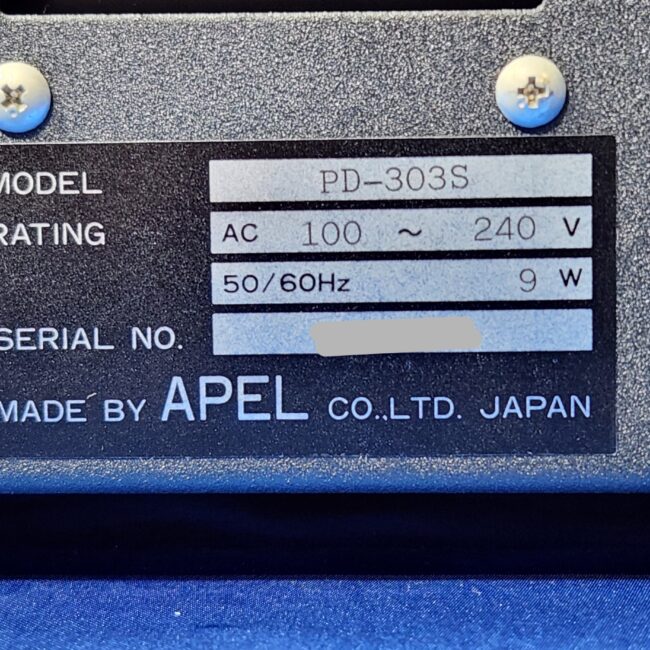 MODEL PD-303S
RATING AC 100 ~ 240 V
50/60Hz 9 W
SERIAL NO.
MADE BY APEL CO.,LTD. JAPAN